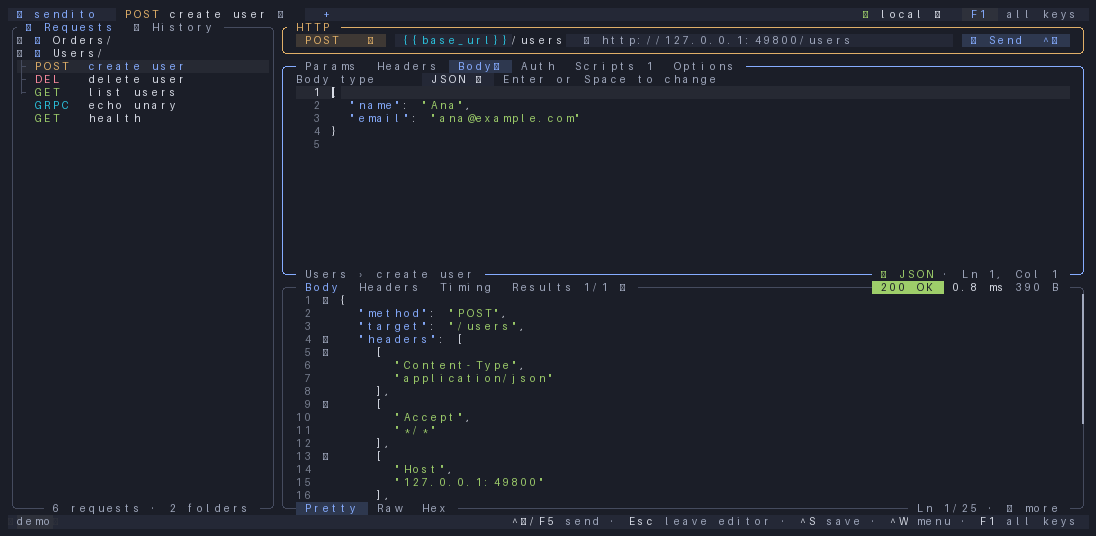 sendito POST create user +
local F1 all keys
Requests History
Orders/
Users/
POST create user
DEL delete user
GET list users
GRPC echo unary
GET health
6 requests · 2 folders
HTTP
POST {{base_url}}/users http://127.0.0.1:49800/users Send ^
Params Headers Body Auth Scripts 1 Options
Body type JSON Enter or Space to change
1 {
2 "name": "Ana",
3 "email": "ana@example.com"
4 }
5
Users › create user JSON · Ln 1, Col 1
Body Headers Timing Results 1/1 200 OK 0.8 ms 390 B
1 {
2 "method": "POST",
3 "target": "/users",
4 "headers": [
5 [
6 "Content-Type",
7 "application/json"
8 ],
9 [
10 "Accept",
11 "*/*"
12 ],
13 [
14 "Host",
15 "127.0.0.1:49800"
16 ],
Pretty Raw Hex Ln 1/25 · more
demo ^/F5 send · Esc leave editor · ^S save · ^W menu · F1 all keys